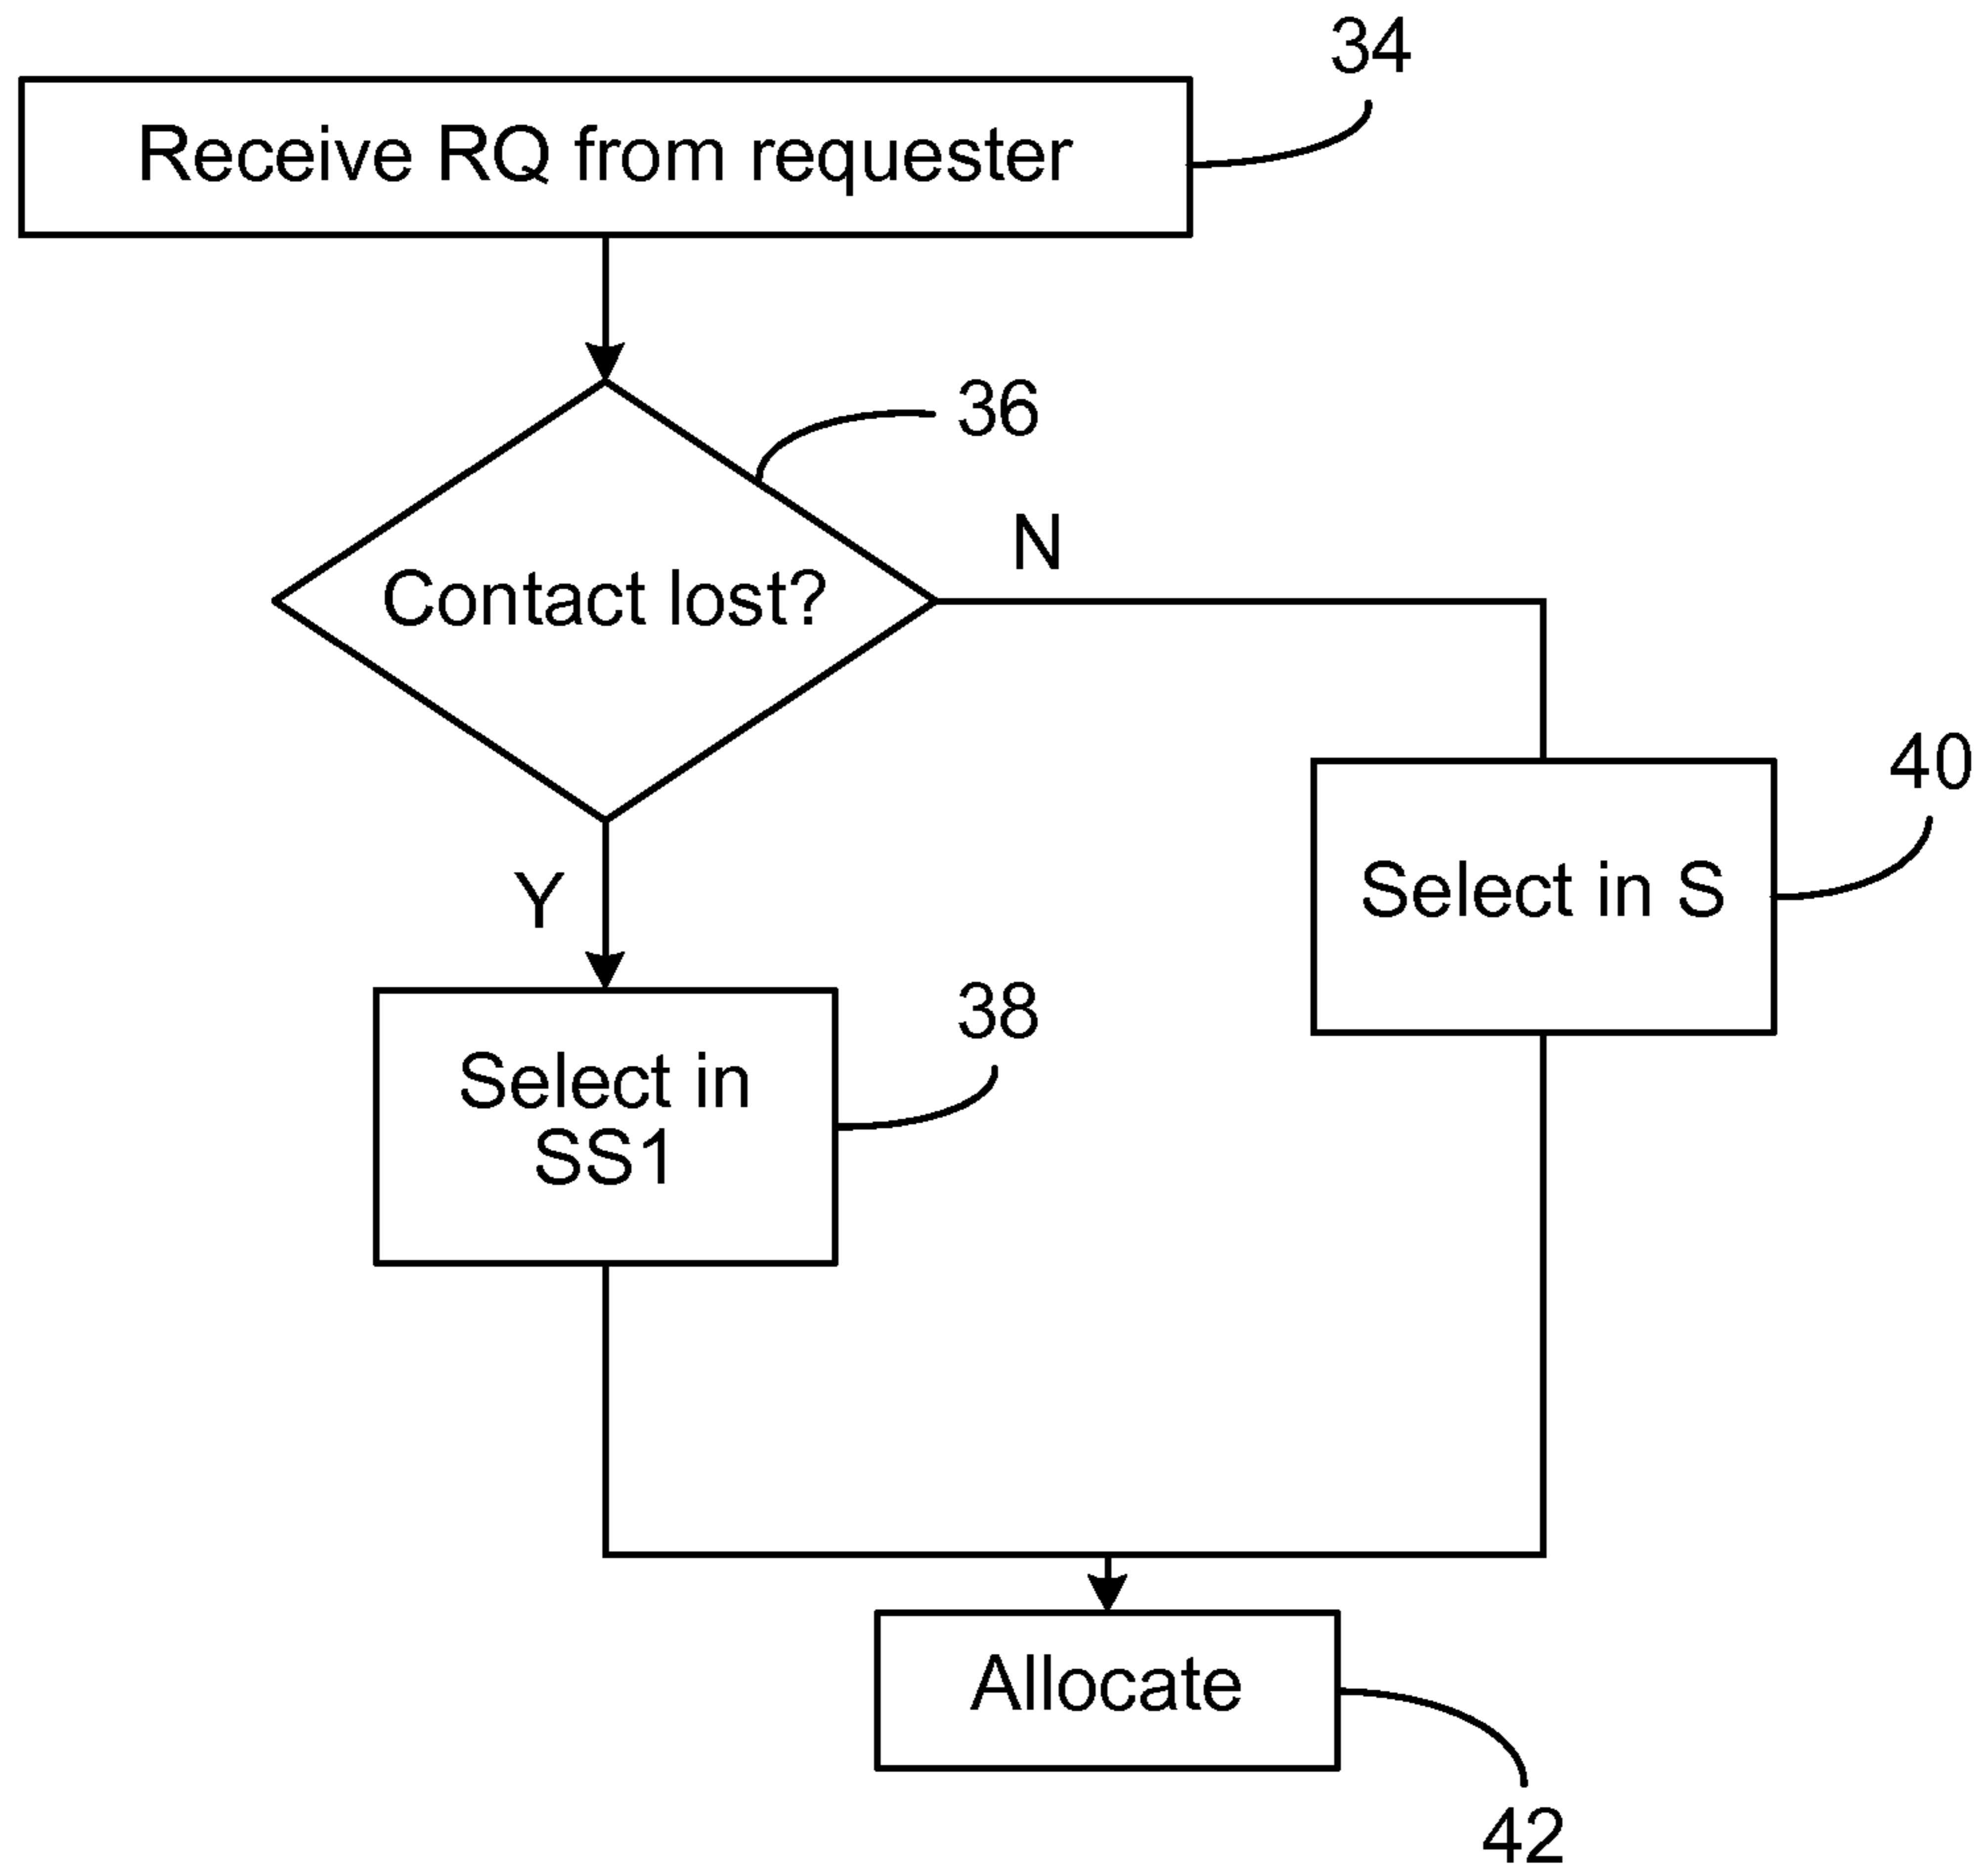 34
Receive RQ from requester
36
N
Contact lost?
40
Y
Select in S
38
Select in
SS1
Allocate
42